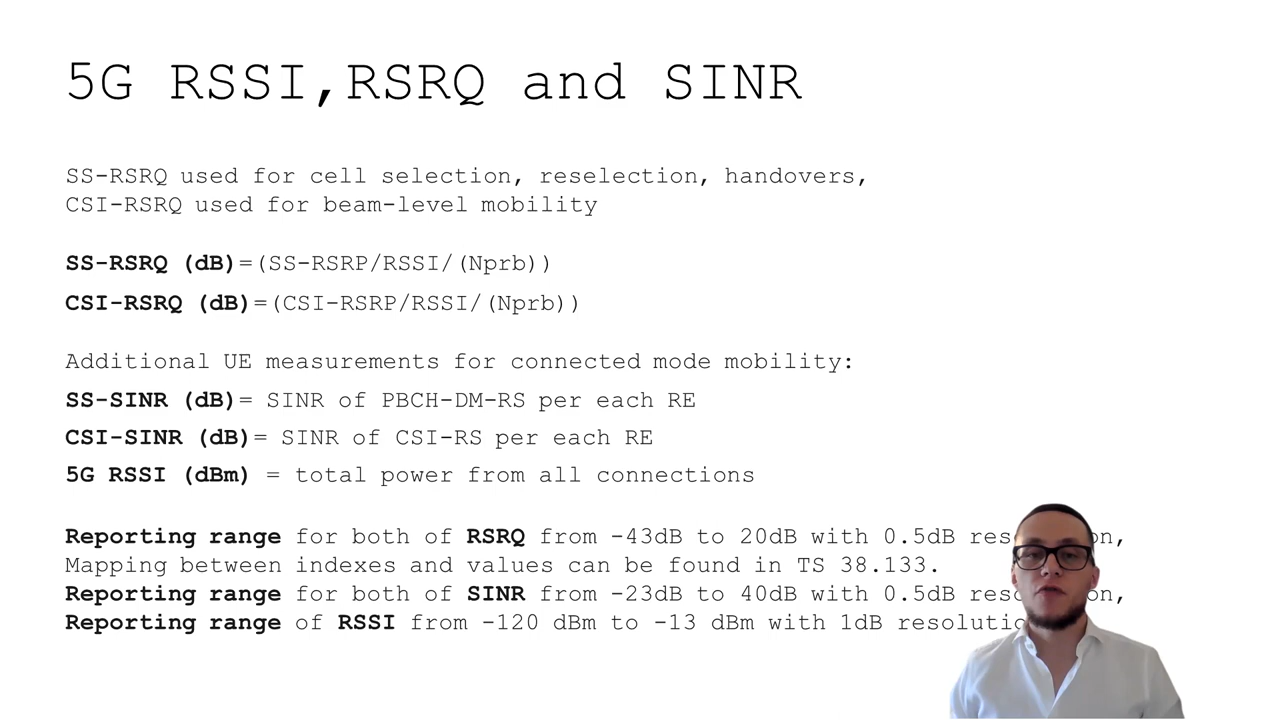 5G RSSI,RSRQ and SINR
SS-RSRQ used for cell selection, reselection, handovers,
CSI-RSRQ used for beam-level mobility
SS-RSRQ (dB)=(SS-RSRP/RSSI/(Nprb))
CSI-RSRQ (dB)=(CSI-RSRP/RSSI/(Nprb))
Additional UE measurements for connected mode mobility:
SS-SINR (dB)= SINR of PBCH-DM-RS per each RE
CSI-SINR (dB)= SINR of CSI-RS per each RE
5G RSSI (dBm) = total power from all connections
Reporting range for both of RSRQ from -43dB to 20dB with 0.5dB
Mapping between indexes and values can be found in TS 38.133.
Reporting range for both of SINR from -23dB to 40dB with 0.5dB
Reporting range of RSSI from -120 dBm to -13 dBm with 1dB